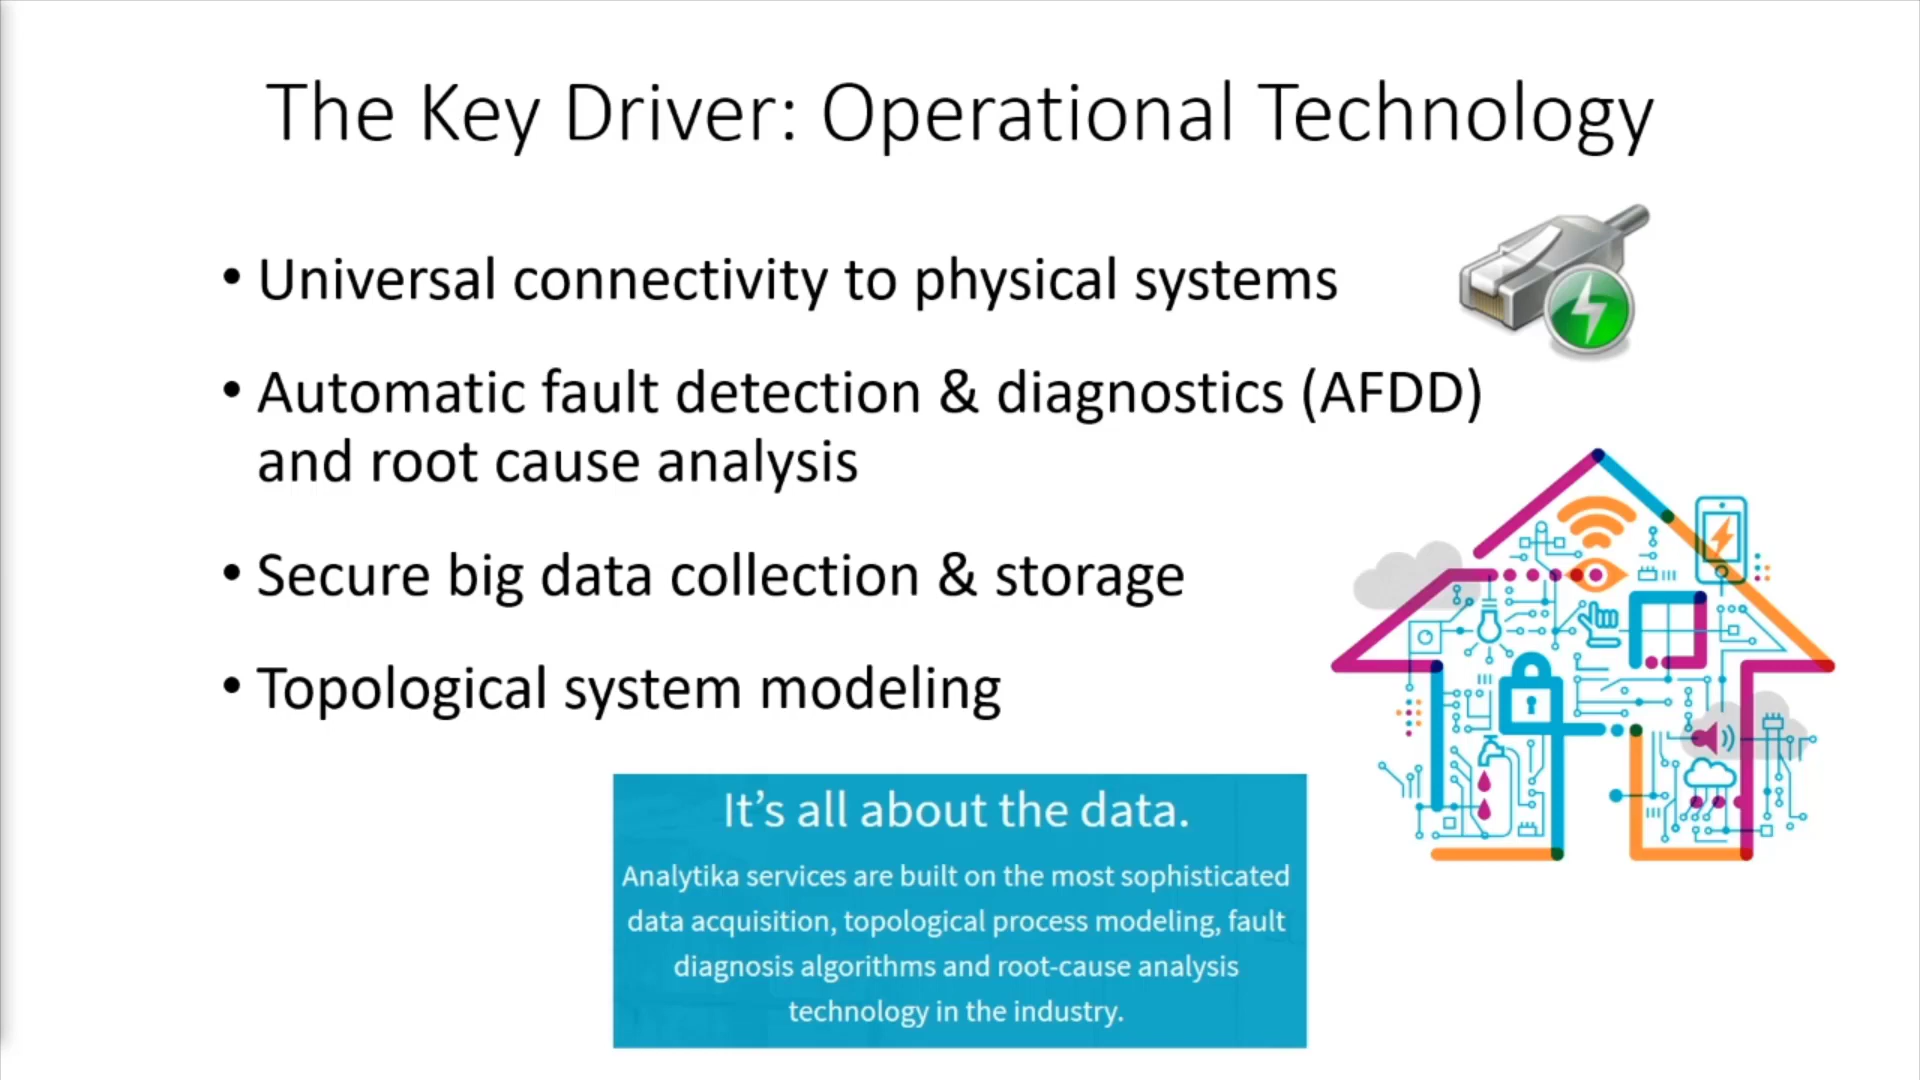 The Key Driver: Operational Technology
• Universal connectivity to physical systems
• Automatic fault detection & diagnostics (AFDD)
and root cause analysis
• Secure big data collection & storage
• Topological system modeling
It’s all about the data.
Analytika services are built on the most sophisticated
data acquisition, topological process modeling, fault
diagnosis algorithms and root-cause analysis
technology in the industry.